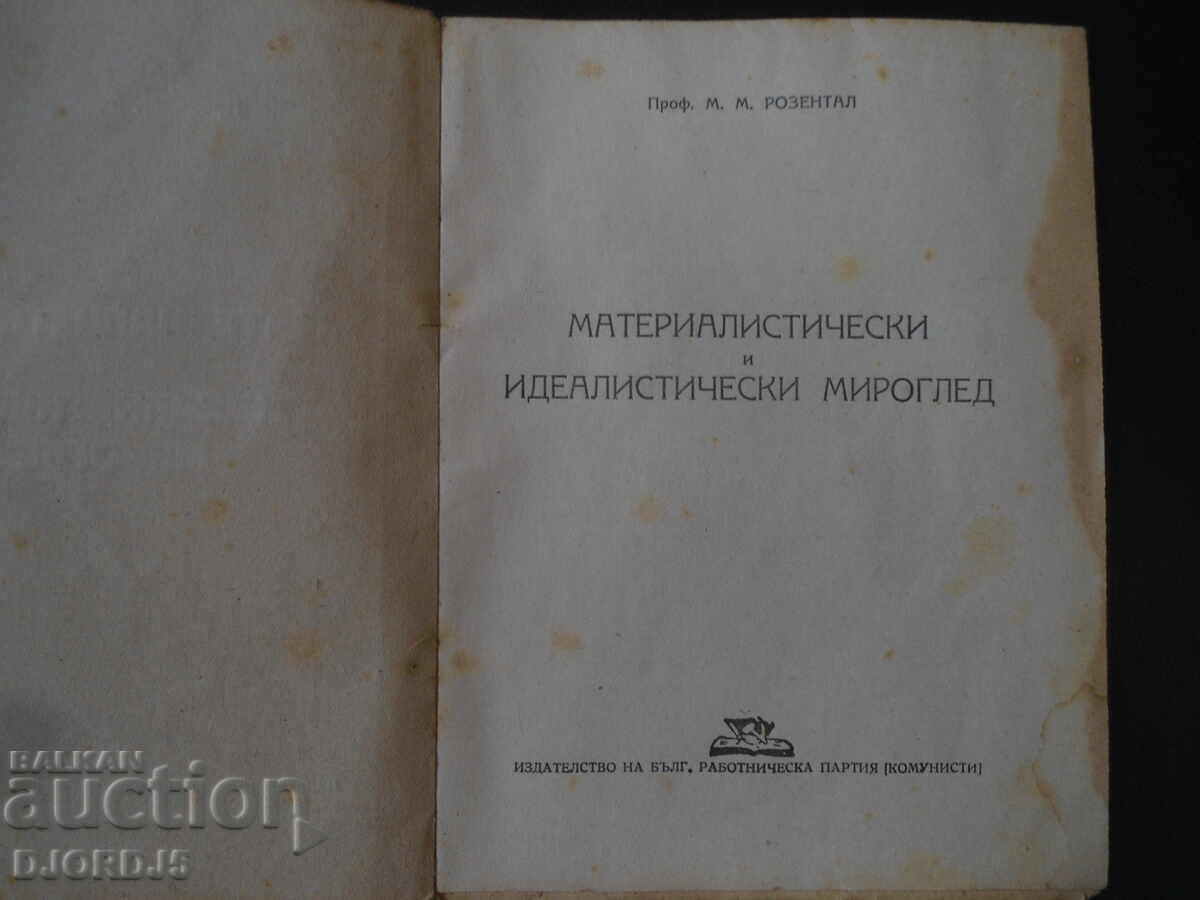 Проф. М. М. РОЗЕНТАЛ
МАТЕРИАЛИСТИЧЕСКИ
и
ИДЕАЛИСТИЧЕСКИ МИРОГЛЕД
ИЗДАТЕЛСТВО НА БЪЛГ. РАБОТНИЧЕСКА ПАРТИЯ [КОМУНИСТИ]
BALKAN
auction
DJORDJ5